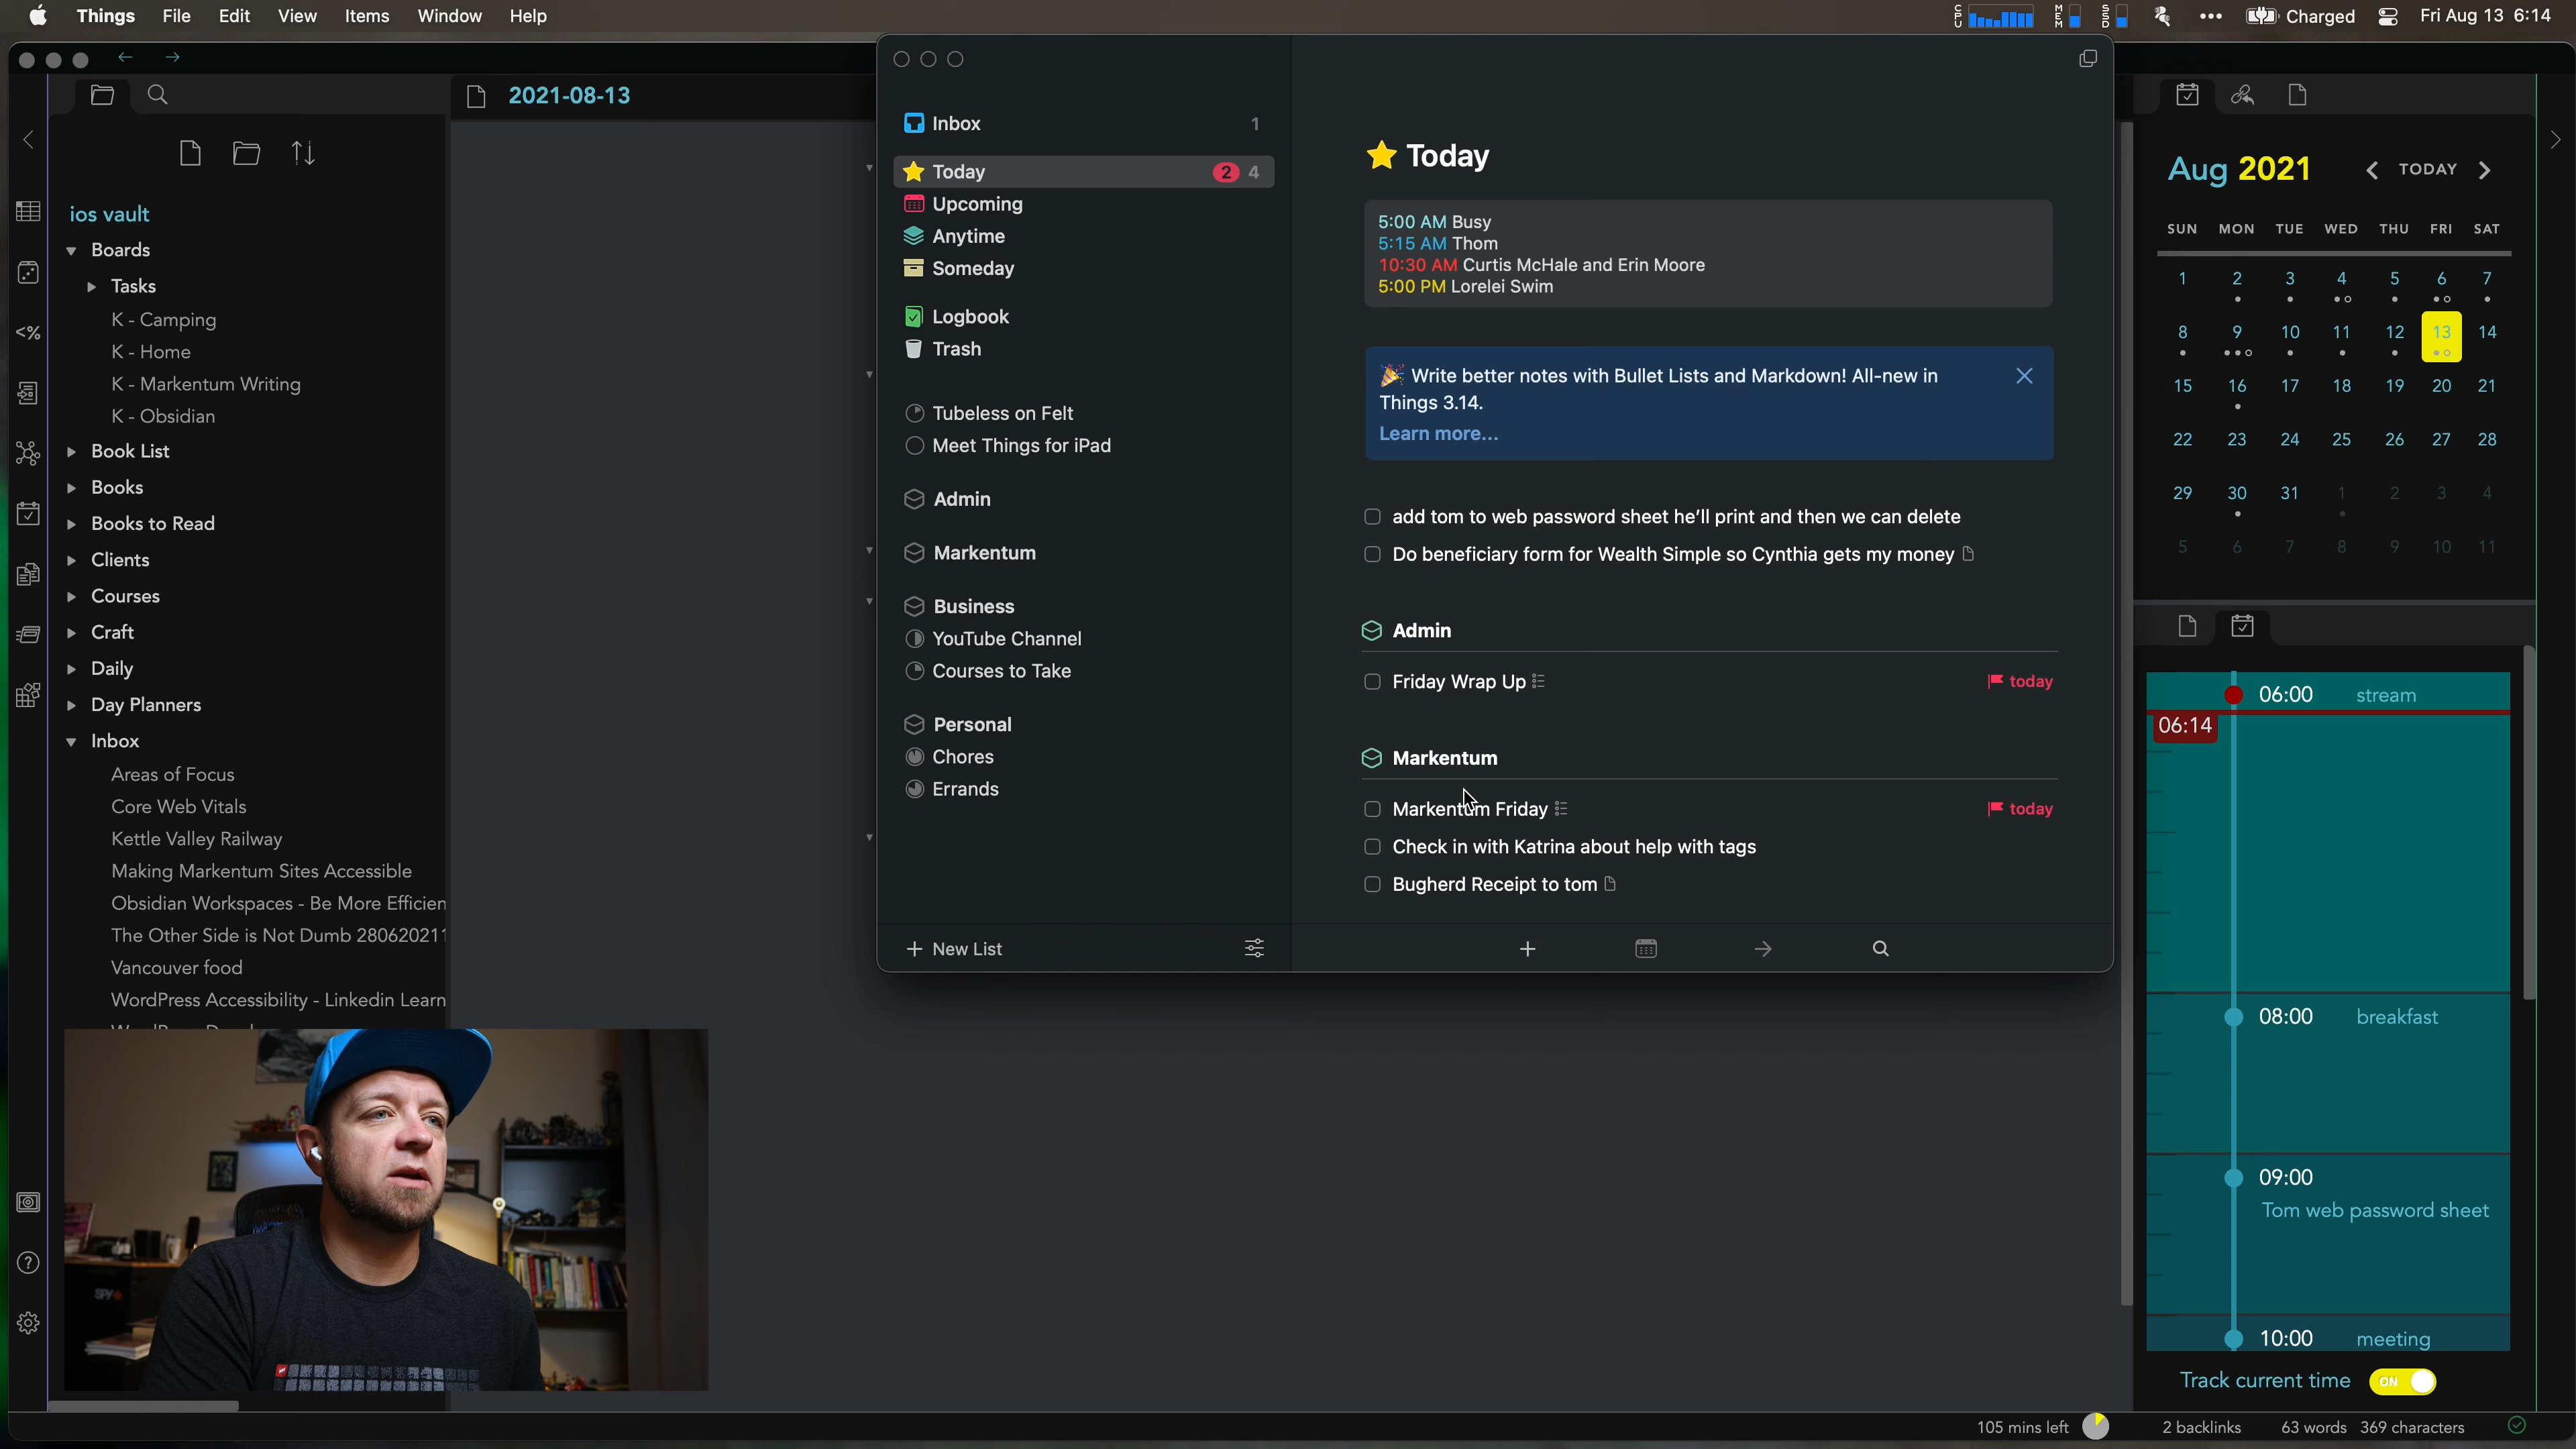 Things File Edit View Items Window Help
CPU MEM SSD ••• Charged Fri Aug 13 6:14
2021-08-13
ios vault
Boards
Tasks
K - Camping
K - Home
K - Markentum Writing
K - Obsidian
Book List
Books
Books to Read
Clients
Courses
Craft
Daily
Day Planners
Inbox
Areas of Focus
Core Web Vitals
Kettle Valley Railway
Making Markentum Sites Accessible
Obsidian Workspaces - Be More Efficien
The Other Side is Not Dumb 280620211
Vancouver food
WordPress Accessibility - Linkedin Learn
<%
SPY
Inbox 1
Today 2 4
Upcoming
Anytime
Someday
Logbook
Trash
Tubeless on Felt
Meet Things for iPad
Admin
Markentum
Business
YouTube Channel
Courses to Take
Personal
Chores
Errands
+ New List
Today
5:00 AM Busy
5:15 AM Thom
10:30 AM Curtis McHale and Erin Moore
5:00 PM Lorelei Swim
🎉 Write better notes with Bullet Lists and Markdown! All-new in
Things 3.14.
Learn more...
add tom to web password sheet he'll print and then we can delete
Do beneficiary form for Wealth Simple so Cynthia gets my money
Admin
Friday Wrap Up today
Markentum
Markentum Friday today
Check in with Katrina about help with tags
Bugherd Receipt to tom
Aug 2021 TODAY
SUN MON TUE WED THU FRI SAT
1 2 3 4 5 6 7
8 9 10 11 12 13 14
15 16 17 18 19 20 21
22 23 24 25 26 27 28
29 30 31 1 2 3 4
5 6 7 8 9 10 11
06:00 stream
06:14
08:00 breakfast
09:00
Tom web password sheet
10:00 meeting
Track current time ON
105 mins left 2 backlinks 63 words 369 characters